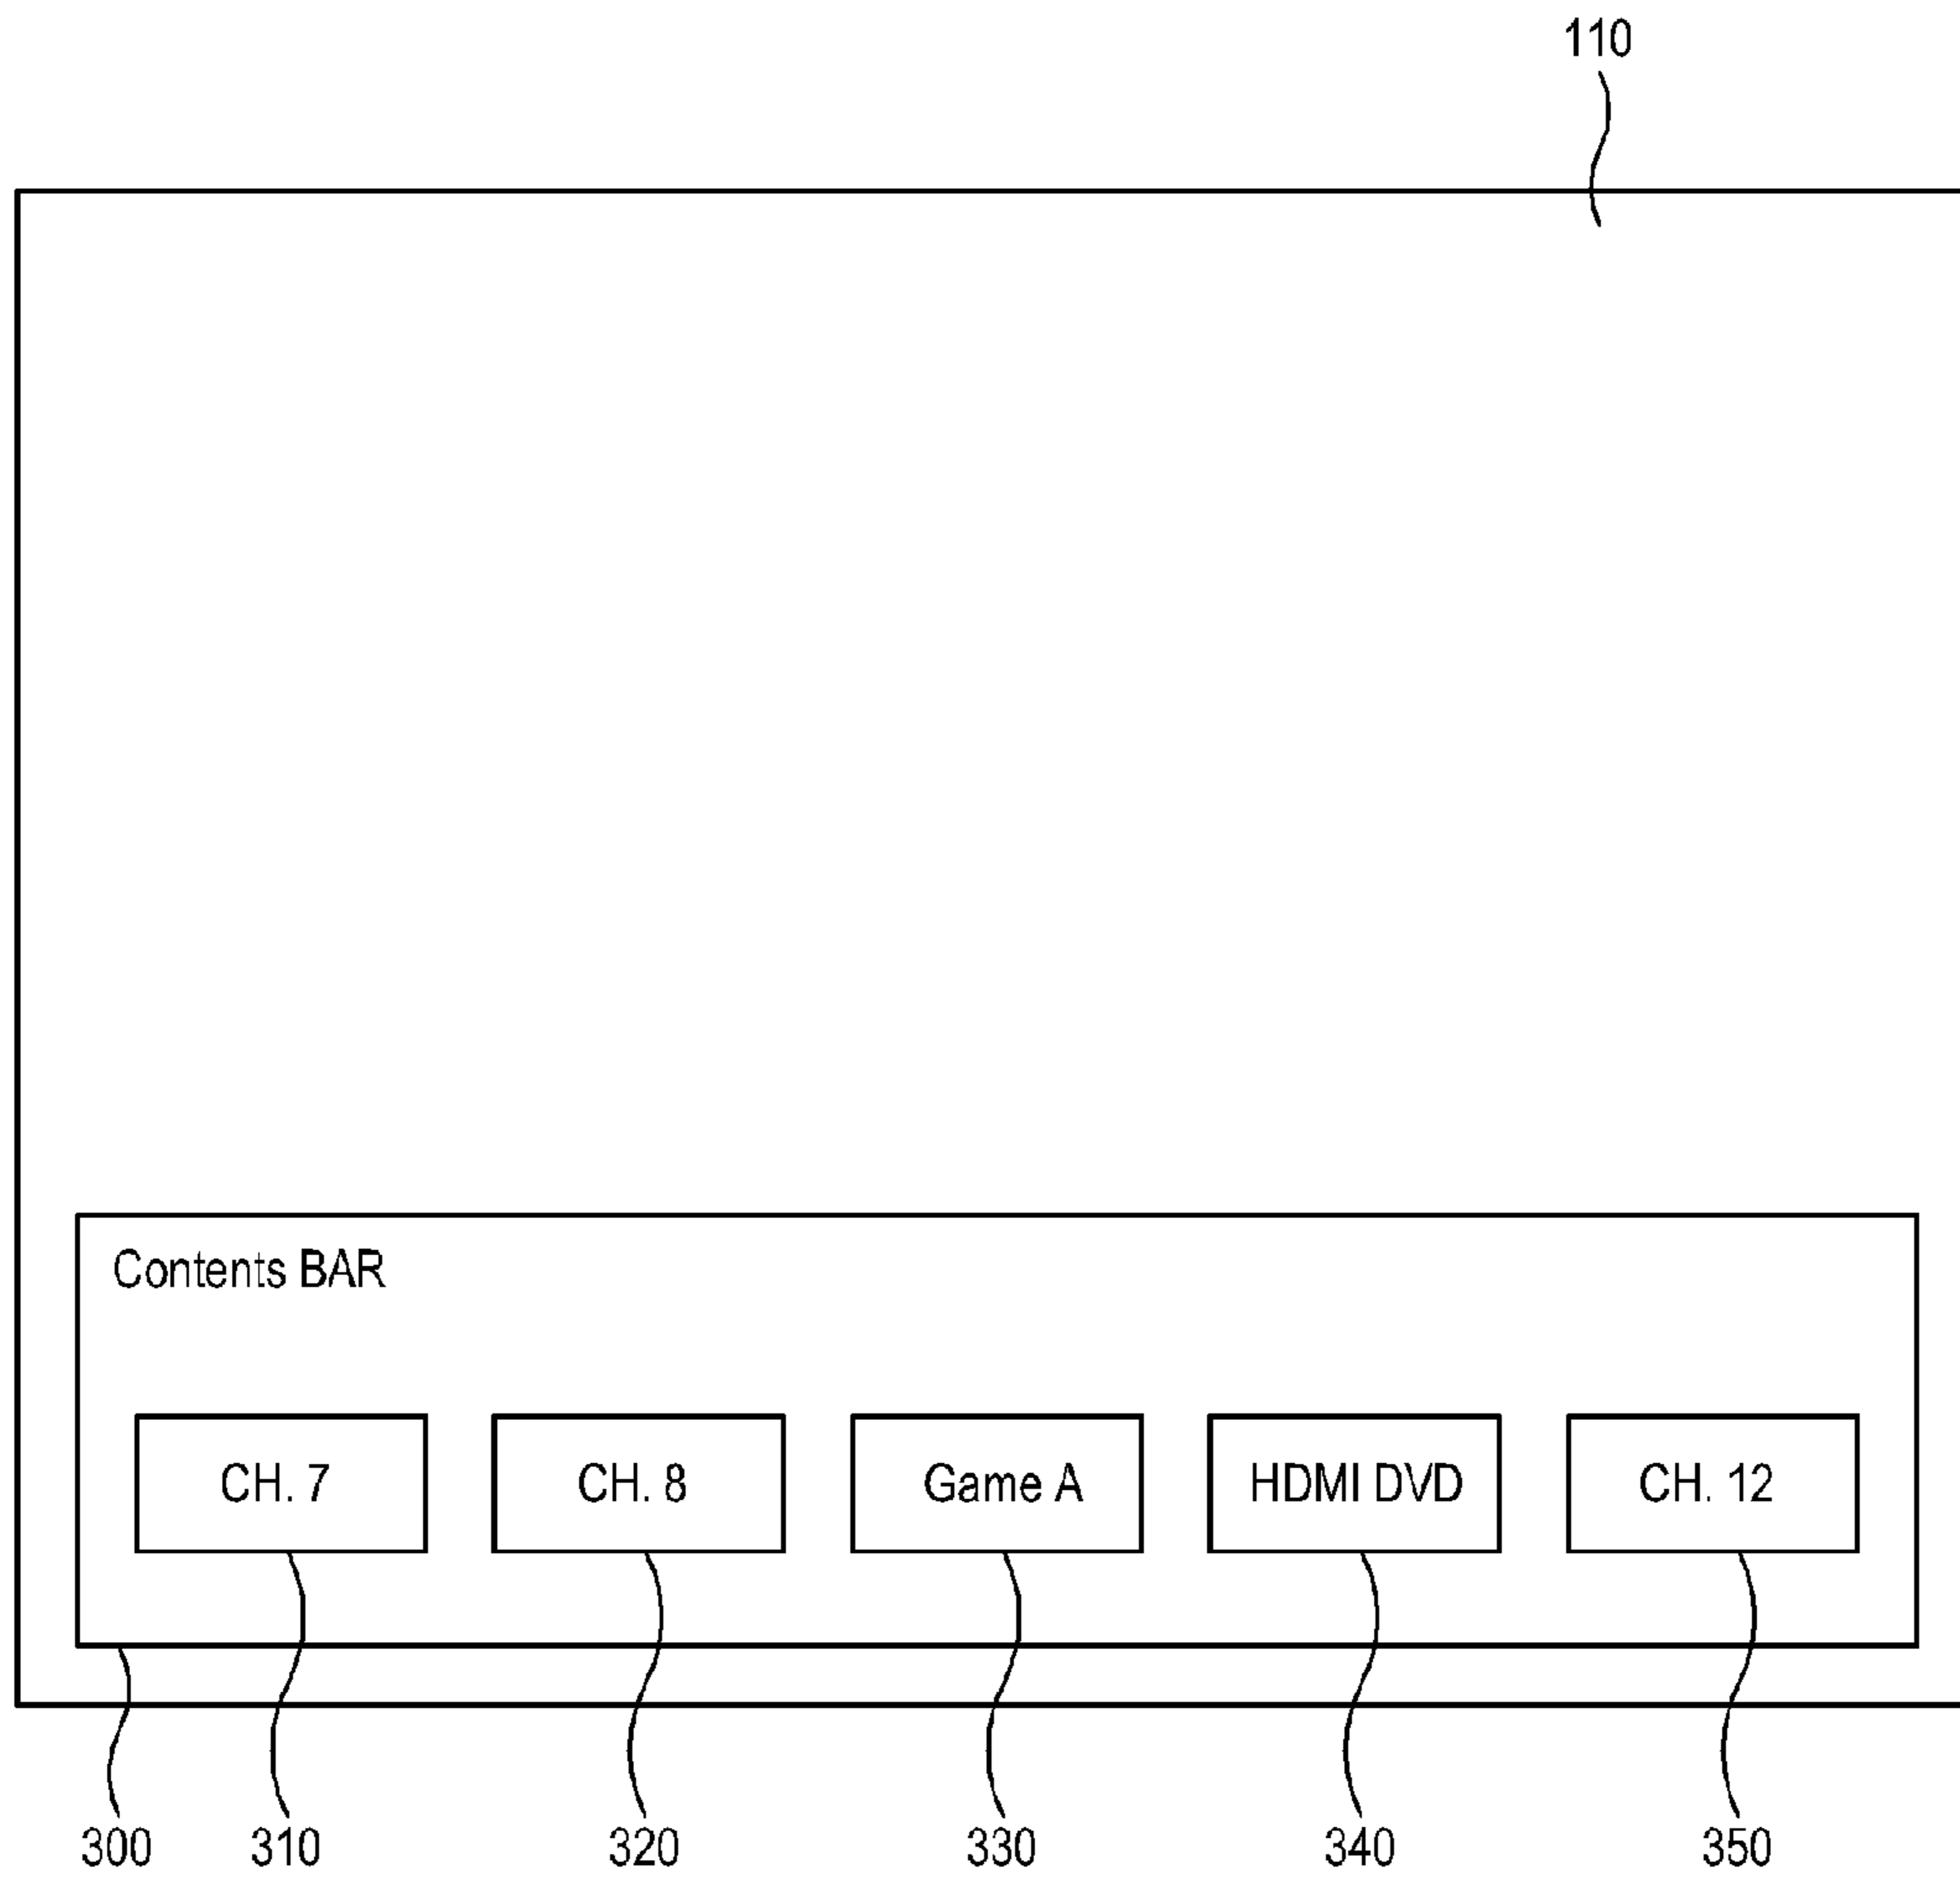 110
Contents BAR
CH. 7 CH. 8 Game A HDMI DVD CH. 12
300 310 320 330 340 350